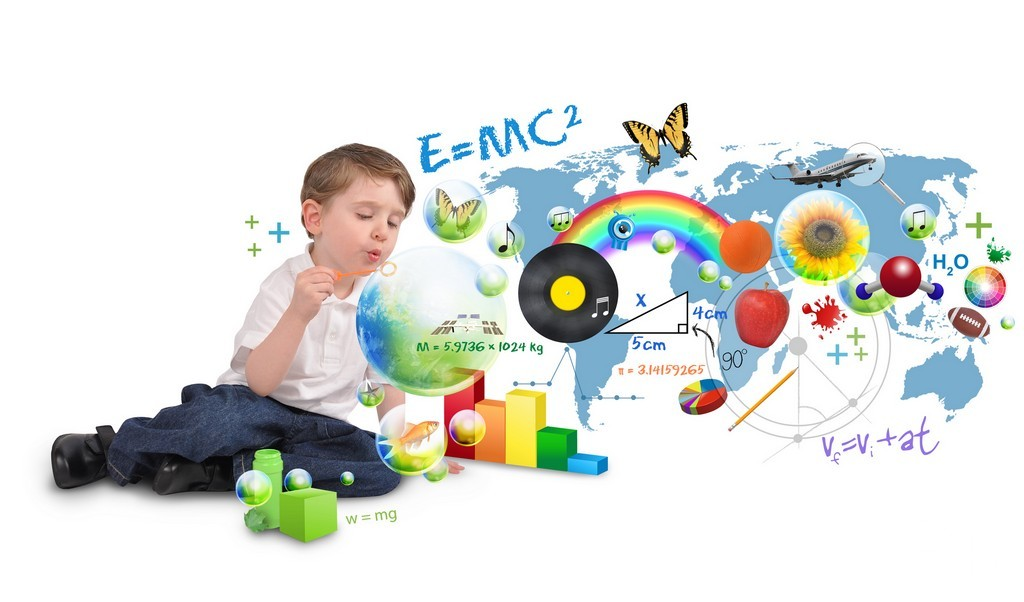 E=MC²
M = 5.9736 x 1024 kg
X
4cm
5cm
90°
π = 3.14159265
H₂O
v_f=v_i+at
w = mg